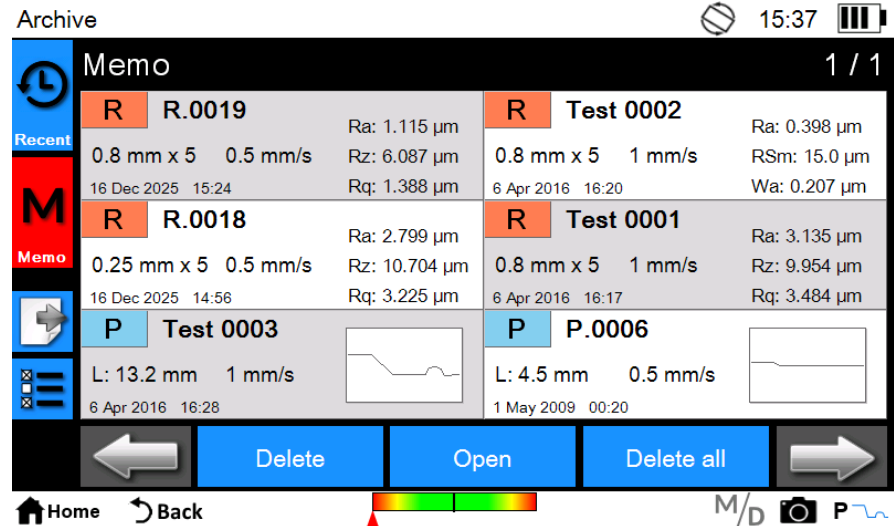 Archive 15:37
Memo 1 / 1
Recent
Memo
M
R R.0019
0.8 mm x 5 0.5 mm/s
16 Dec 2025 15:24
Ra: 1.115 µm
Rz: 6.087 µm
Rq: 1.388 µm
R Test 0002
0.8 mm x 5 1 mm/s
6 Apr 2016 16:20
Ra: 0.398 µm
RSm: 15.0 µm
Wa: 0.207 µm
R R.0018
0.25 mm x 5 0.5 mm/s
16 Dec 2025 14:56
Ra: 2.799 µm
Rz: 10.704 µm
Rq: 3.225 µm
R Test 0001
0.8 mm x 5 1 mm/s
6 Apr 2016 16:17
Ra: 3.135 µm
Rz: 9.954 µm
Rq: 3.484 µm
P Test 0003
L: 13.2 mm 1 mm/s
6 Apr 2016 16:28
P P.0006
L: 4.5 mm 0.5 mm/s
1 May 2009 00:20
Delete Open Delete all
Home Back M/D P